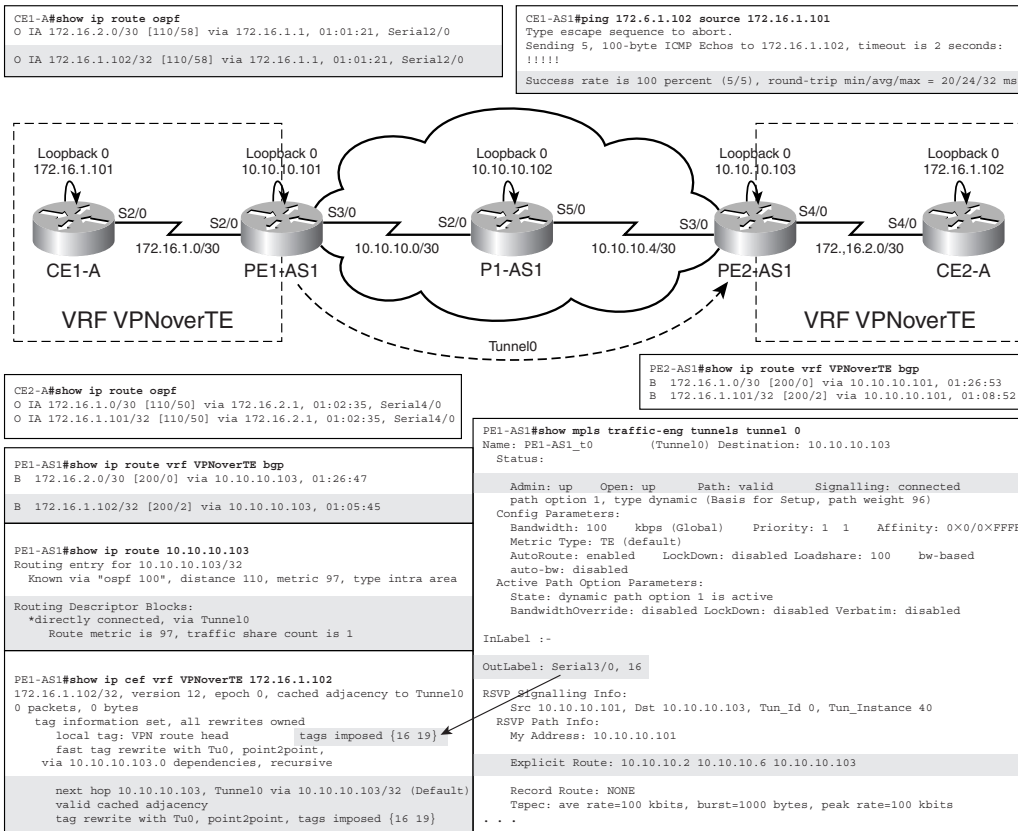 CE1-A#show ip route ospf
O IA 172.16.2.0/30 [110/58] via 172.16.1.1, 01:01:21, Serial2/0
O IA 172.16.1.102/32 [110/58] via 172.16.1.1, 01:01:21, Serial2/0
CE1-AS1#ping 172.6.1.102 source 172.16.1.101
Type escape sequence to abort.
Sending 5, 100-byte ICMP Echos to 172.16.1.102, timeout is 2 seconds:
!!!!!
Success rate is 100 percent (5/5), round-trip min/avg/max = 20/24/32 ms
Loopback 0
172.16.1.101
Loopback 0
10.10.10.101
Loopback 0
10.10.10.102
Loopback 0
10.10.10.103
Loopback 0
172.16.1.102
S2/0
S2/0
S3/0
S2/0
S5/0
S3/0
S4/0
S4/0
172.16.1.0/30
10.10.10.0/30
10.10.10.4/30
172.,16.2.0/30
CE1-A
PE1-AS1
P1-AS1
PE2-AS1
CE2-A
VRF VPNoverTE
VRF VPNoverTE
Tunnel0
PE2-AS1#show ip route vrf VPNoverTE bgp
B 172.16.1.0/30 [200/0] via 10.10.10.101, 01:26:53
B 172.16.1.101/32 [200/2] via 10.10.10.101, 01:08:52
CE2-A#show ip route ospf
O IA 172.16.1.0/30 [110/50] via 172.16.2.1, 01:02:35, Serial4/0
O IA 172.16.1.101/32 [110/50] via 172.16.2.1, 01:02:35, Serial4/0
PE1-AS1#show ip route vrf VPNoverTE bgp
B 172.16.2.0/30 [200/0] via 10.10.10.103, 01:26:47
B 172.16.1.102/32 [200/2] via 10.10.10.103, 01:05:45
PE1-AS1#show ip route 10.10.10.103
Routing entry for 10.10.10.103/32
Known via "ospf 100", distance 110, metric 97, type intra area
Routing Descriptor Blocks:
*directly connected, via Tunnel0
Route metric is 97, traffic share count is 1
PE1-AS1#show ip cef vrf VPNoverTE 172.16.1.102
172.16.1.102/32, version 12, epoch 0, cached adjacency to Tunnel0
0 packets, 0 bytes
tag information set, all rewrites owned
local tag: VPN route head tags imposed {16 19}
fast tag rewrite with Tu0, point2point,
via 10.10.10.103.0 dependencies, recursive
next hop 10.10.10.103, Tunnel0 via 10.10.10.103/32 (Default)
valid cached adjacency
tag rewrite with Tu0, point2point, tags imposed {16 19}
PE1-AS1#show mpls traffic-eng tunnels tunnel 0
Name: PE1-AS1_t0 (Tunnel0) Destination: 10.10.10.103
Status:
Admin: up Open: up Path: valid Signalling: connected
path option 1, type dynamic (Basis for Setup, path weight 96)
Config Parameters:
Bandwidth: 100 kbps (Global) Priority: 1 1 Affinity: 0×0/0×FFFF
Metric Type: TE (default)
AutoRoute: enabled LockDown: disabled Loadshare: 100 bw-based
auto-bw: disabled
Active Path Option Parameters:
State: dynamic path option 1 is active
BandwidthOverride: disabled LockDown: disabled Verbatim: disabled
InLabel :-
OutLabel: Serial3/0, 16
RSVP Signalling Info:
Src 10.10.10.101, Dst 10.10.10.103, Tun_Id 0, Tun_Instance 40
RSVP Path Info:
My Address: 10.10.10.101
Explicit Route: 10.10.10.2 10.10.10.6 10.10.10.103
Record Route: NONE
Tspec: ave rate=100 kbits, burst=1000 bytes, peak rate=100 kbits
. . .